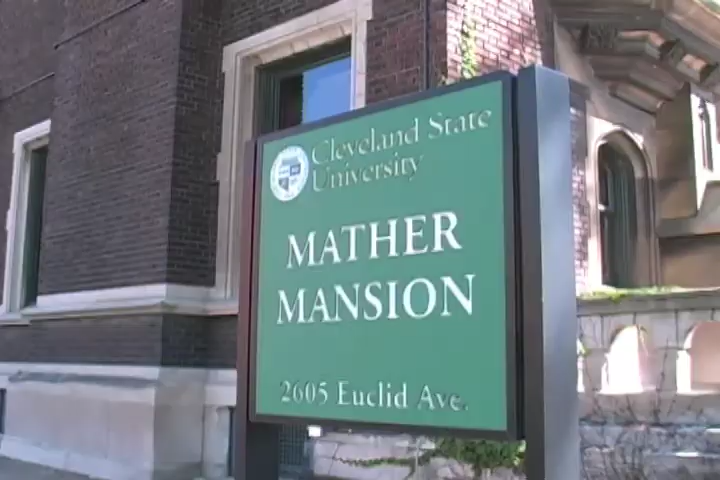 Cleveland State
University
MATHER
MANSION
2605 Euclid Ave.